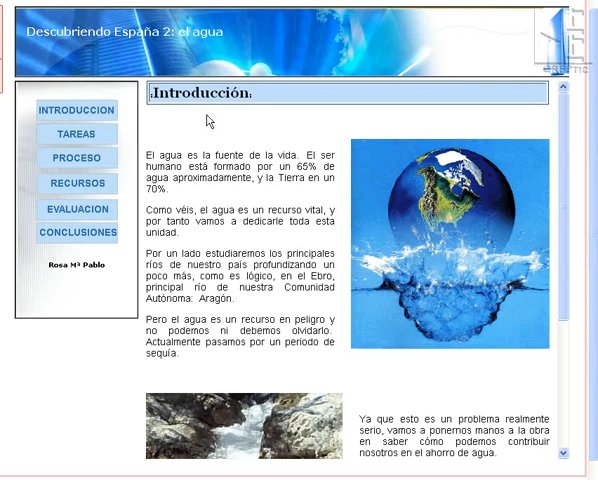 Descubriendo España 2: el agua
INTRODUCCION
TAREAS
PROCESO
RECURSOS
EVALUACION
CONCLUSIONES
Rosa Mª Pablo
:Introducción:
El agua es la fuente de la vida. El ser
humano está formado por un 65% de
agua aproximadamente, y la Tierra en un
70%.
Como véis, el agua es un recurso vital, y
por tanto vamos a dedicarle toda esta
unidad.
Por un lado estudiaremos los principales
ríos de nuestro país profundizando un
poco más, como es lógico, en el Ebro,
principal río de nuestra Comunidad
Autónoma: Aragón.
Pero el agua es un recurso en peligro y
no podemos ni debemos olvidarlo.
Actualmente pasamos por un periodo de
sequía.
Ya que esto es un problema realmente
serio, vamos a ponernos manos a la obra
en saber cómo podemos contribuir
nosotros en el ahorro de agua.